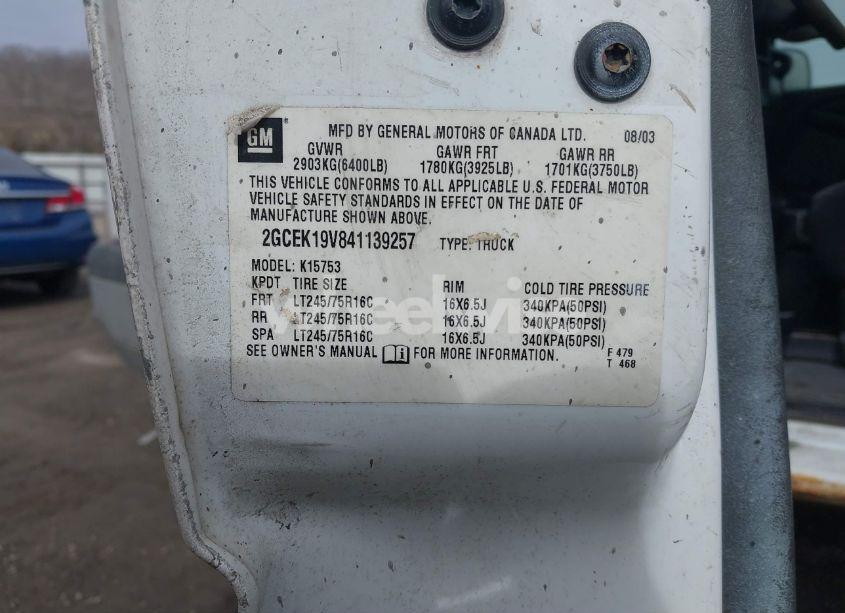 GM
MFD BY GENERAL MOTORS OF CANADA LTD. 08/03
GVWR GAWR FRT GAWR RR
2903KG(6400LB) 1780KG(3925LB) 1701KG(3750LB)
THIS VEHICLE CONFORMS TO ALL APPLICABLE U.S. FEDERAL MOTOR
VEHICLE SAFETY STANDARDS IN EFFECT ON THE DATE OF
MANUFACTURE SHOWN ABOVE.
2GCEK19V841139257 TYPE: TRUCK
MODEL: K15753
KPDT TIRE SIZE RIM COLD TIRE PRESSURE
FRT LT245/75R16C 16X6.5J 340KPA(50PSI)
RR LT245/75R16C 16X6.5J 340KPA(50PSI)
SPA LT245/75R16C 16X6.5J 340KPA(50PSI)
SEE OWNER'S MANUAL FOR MORE INFORMATION.
F 479
T 468